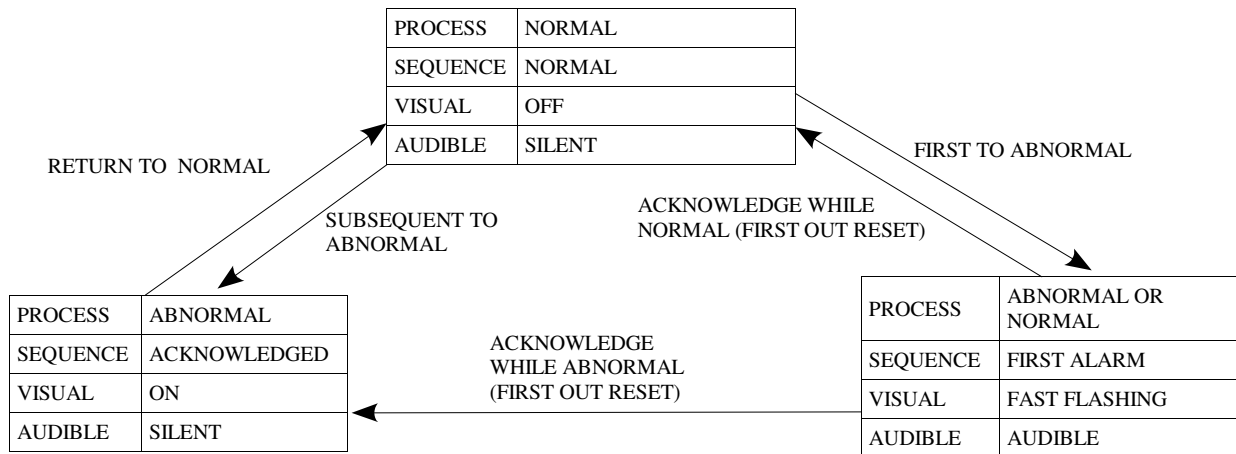 PROCESS NORMAL
SEQUENCE NORMAL
VISUAL OFF
AUDIBLE SILENT
RETURN TO NORMAL
FIRST TO ABNORMAL
SUBSEQUENT TO
ABNORMAL
ACKNOWLEDGE WHILE
NORMAL (FIRST OUT RESET)
PROCESS ABNORMAL
SEQUENCE ACKNOWLEDGED
VISUAL ON
AUDIBLE SILENT
ACKNOWLEDGE
WHILE ABNORMAL
(FIRST OUT RESET)
PROCESS ABNORMAL OR
NORMAL
SEQUENCE FIRST ALARM
VISUAL FAST FLASHING
AUDIBLE AUDIBLE